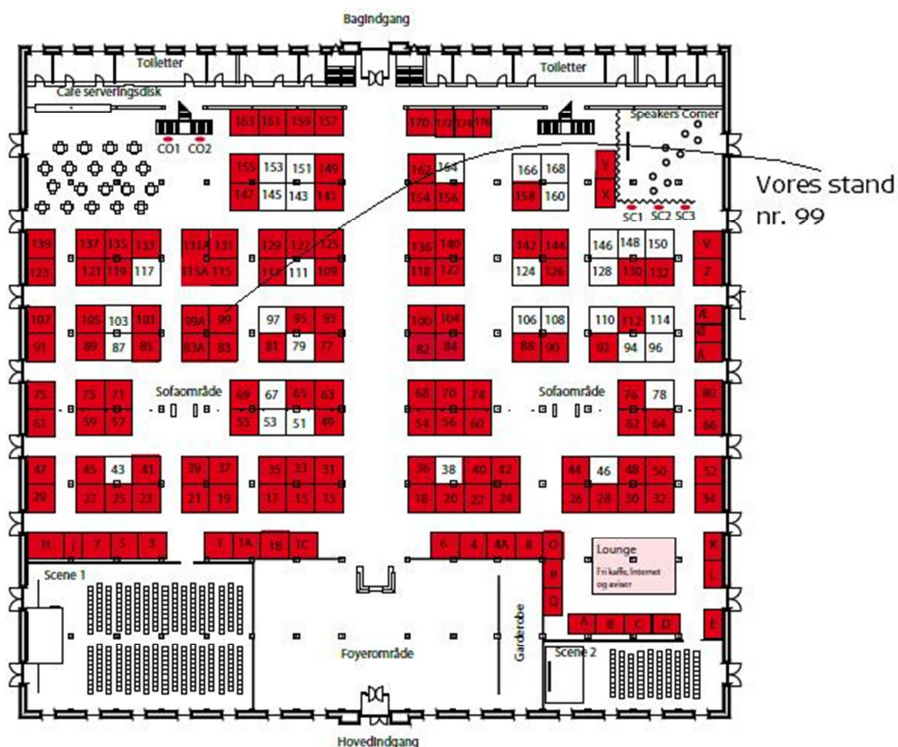 Bagindgang
Toiletter
Toiletter
Cafe serveringsdisk
Speakers Corner
163 161 159 157
170 172 174 176
CO1 CO2
155 153 151 149
162 164
166 168
Y
147 145 143 141
154 156
158 160
X
SC1 SC2 SC3
Vores stand
nr. 99
139 137 135 133 131A 131 129 127 125
136 140 142 144 146 148 150 V
123 121 119 117 115A 115 113 111 109
118 122 124 126 128 130 132 Z
107 105 103 101 99A 99 97 95 93
100 104 106 108 110 112 114 Æ
Ø
91 89 87 85 83A 83 81 79 77
82 84 88 90 92 94 96 Å
75 73 71 Sofaområde 69 67 65 63
68 70 74 Sofaområde 76 78 80
61 59 57 55 53 51 49
54 56 60 62 64 66
47 45 43 41 39 37 35 33 31
36 38 40 42 44 46 48 50 52
29 27 25 23 21 19 17 15 13
18 20 22 24 26 28 30 32 34
H I 7 5 3 1 1A 1B 1C
6 4 4A 8 O
Lounge
K
Fri kaffe, Internet
og aviser
P
L
Q
Scene 1
A B C D E
Garderobe
Foyerområde
Scene 2
Hovedindgang